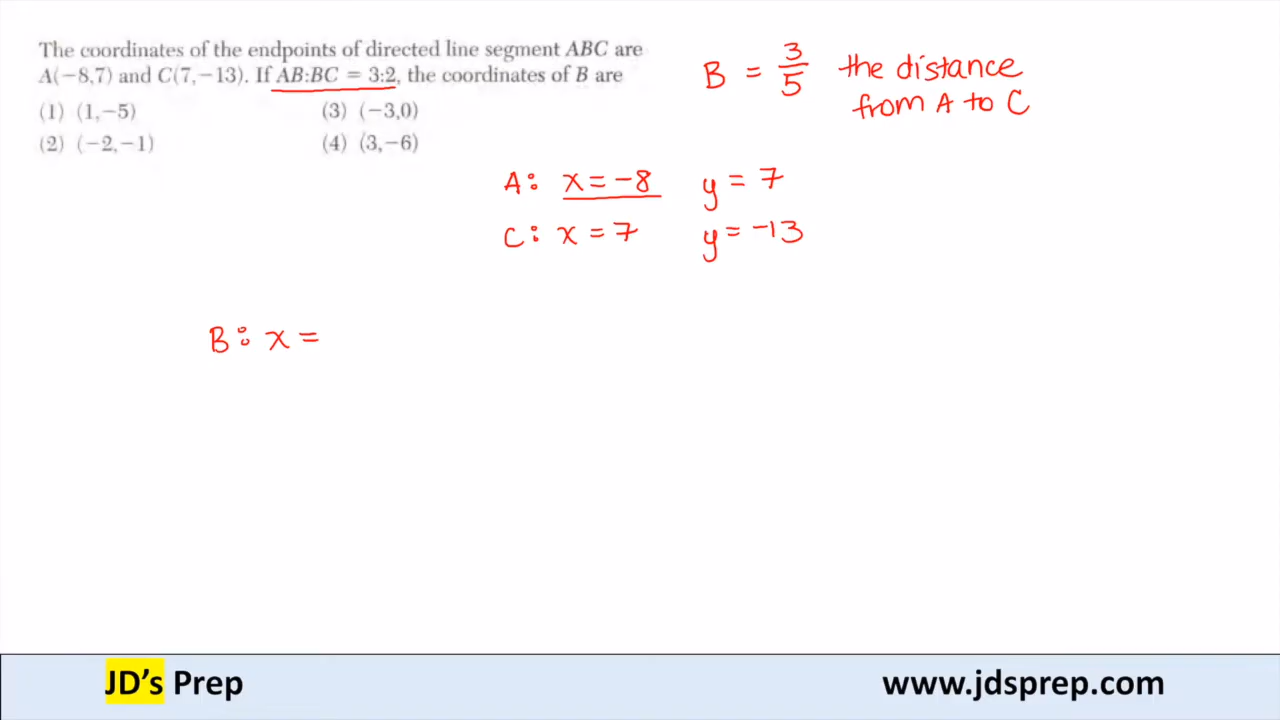 The coordinates of the endpoints of directed line segment ABC are
A(−8,7) and C(7,−13). If AB:BC = 3:2, the coordinates of B are
(1) (1,−5) (3) (−3,0)
(2) (−2,−1) (4) (3,−6)
B = 3/5 the distance
from A to C
A: x = −8 y = 7
C: x = 7 y = −13
B: x =
JD’s Prep www.jdsprep.com